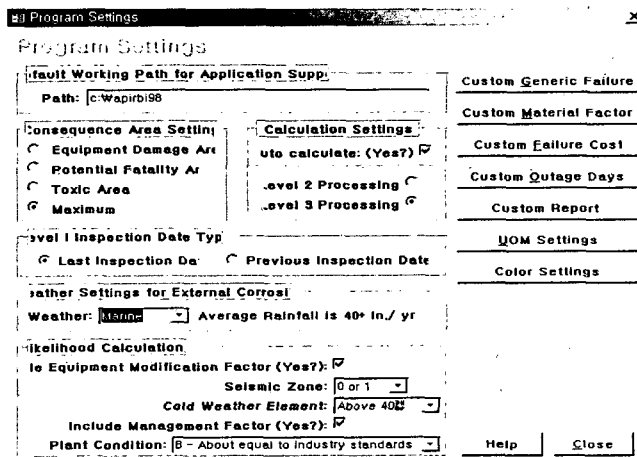 Program Settings
Program Settings
efault Working Path for Application Supp
Path: c:\Wapirbi98
Consequence Area Setting
Equipment Damage Are
Potential Fatality Ar
Toxic Area
Maximum
Calculation Settings
uto calculate: (Yes?)
Level 2 Processing
Level 3 Processing
evel I Inspection Date Typ
Last Inspection Da
Previous Inspection Date
eather Settings for External Corrosi
Weather: Marine Average Rainfall is 40+ In./ yr
ikelihood Calculation
le Equipment Modification Factor (Yes?):
Seismic Zone: 0 or 1
Cold Weather Element: Above 40
Include Management Factor (Yes?):
Plant Condition: B - About equal to industry standards
Custom Generic Failure
Custom Material Factor
Custom Failure Cost
Custom Outage Days
Custom Report
UOM Settings
Color Settings
Help Close